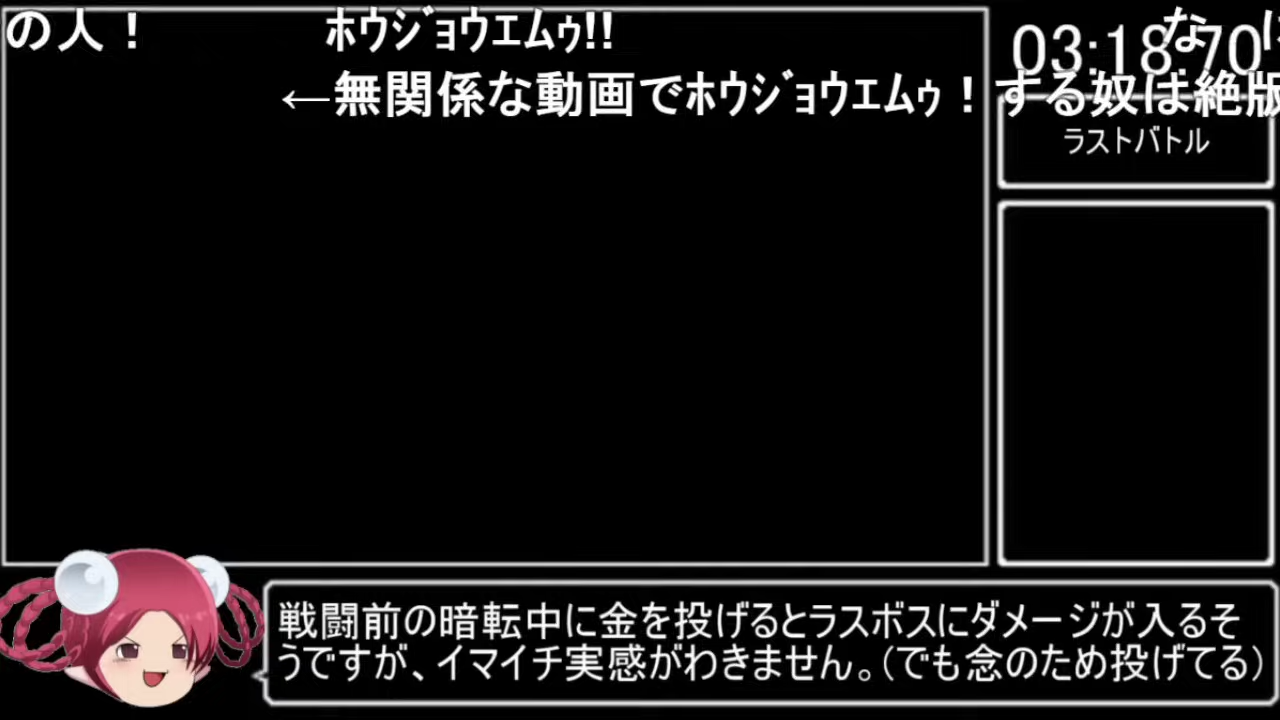 の人！
ﾎｳｼﾞｮｳｴﾑｩ!!
な に
03:18.70
←無関係な動画でﾎｳｼﾞｮｳｴﾑｩ！する奴は絶版
ラストバトル
戦闘前の暗転中に金を投げるとラスボスにダメージが入るそ
うですが、イマイチ実感がわきません。(でも念のため投げてる)